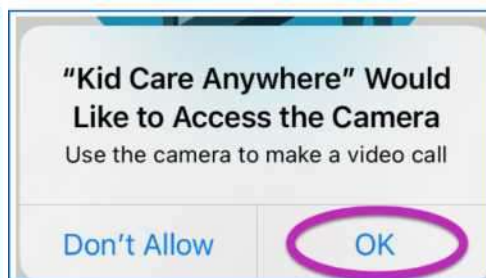 “Kid Care Anywhere” Would
Like to Access the Camera
Use the camera to make a video call
Don't Allow
OK